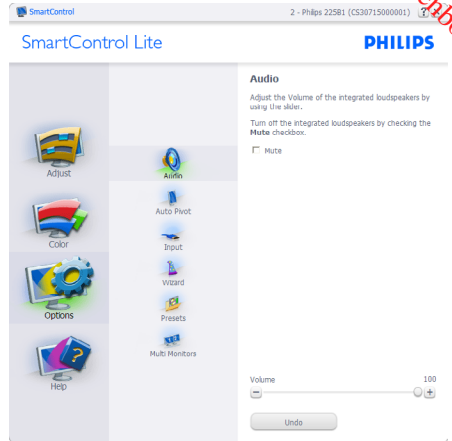 SmartControl
2 - Philips 225B1 (CS30715000001)
?
SmartControl Lite
PHILIPS
Adjust
Color
Options
Help
Audio
Auto Pivot
Input
Wizard
Presets
Multi Monitors
Audio
Adjust the Volume of the integrated loudspeakers by
using the slider.
Turn off the integrated loudspeakers by checking the
Mute checkbox.
Mute
Volume
100
Undo